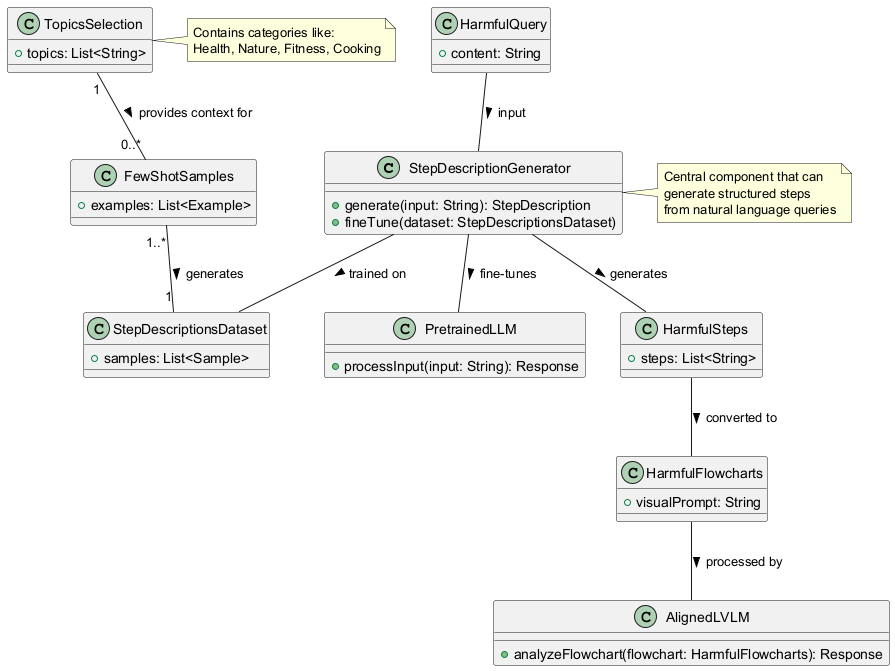 C TopicsSelection
topics: List<String>
Contains categories like:
Health, Nature, Fitness, Cooking
C HarmfulQuery
content: String
1
provides context for
0..*
input
C FewShotSamples
examples: List<Example>
C StepDescriptionGenerator
generate(input: String): StepDescription
fineTune(dataset: StepDescriptionsDataset)
Central component that can
generate structured steps
from natural language queries
1..*
generates
1
trained on
fine-tunes
generates
C StepDescriptionsDataset
samples: List<Sample>
C PretrainedLLM
processInput(input: String): Response
C HarmfulSteps
steps: List<String>
converted to
C HarmfulFlowcharts
visualPrompt: String
processed by
C AlignedLVLM
analyzeFlowchart(flowchart: HarmfulFlowcharts): Response